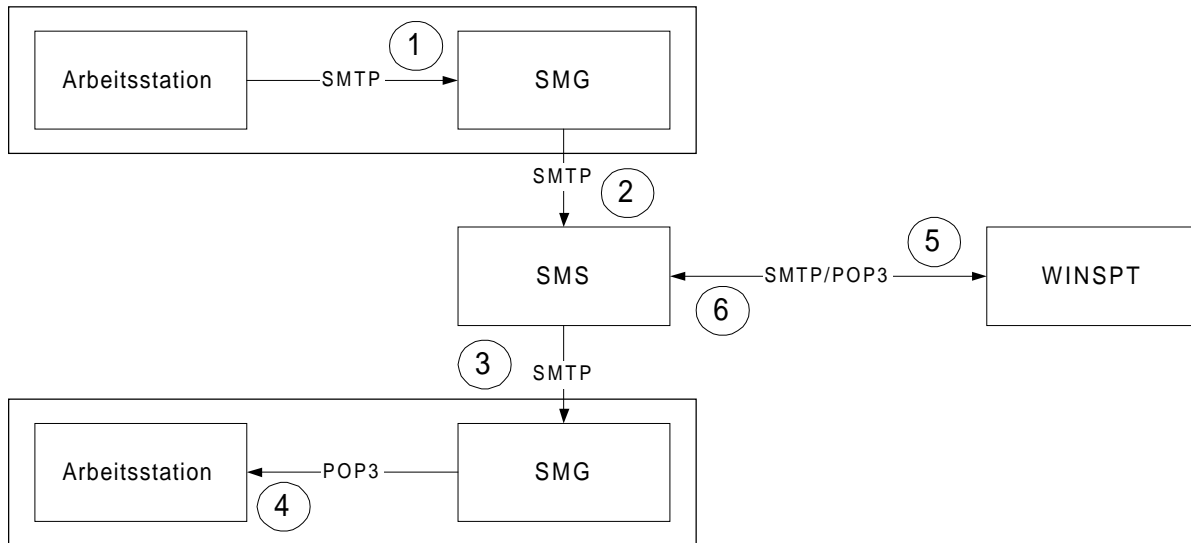 1
Arbeitsstation
SMTP
SMG
SMTP
2
5
SMS
SMTP/POP3
WINSPT
6
3
SMTP
Arbeitsstation
POP3
SMG
4